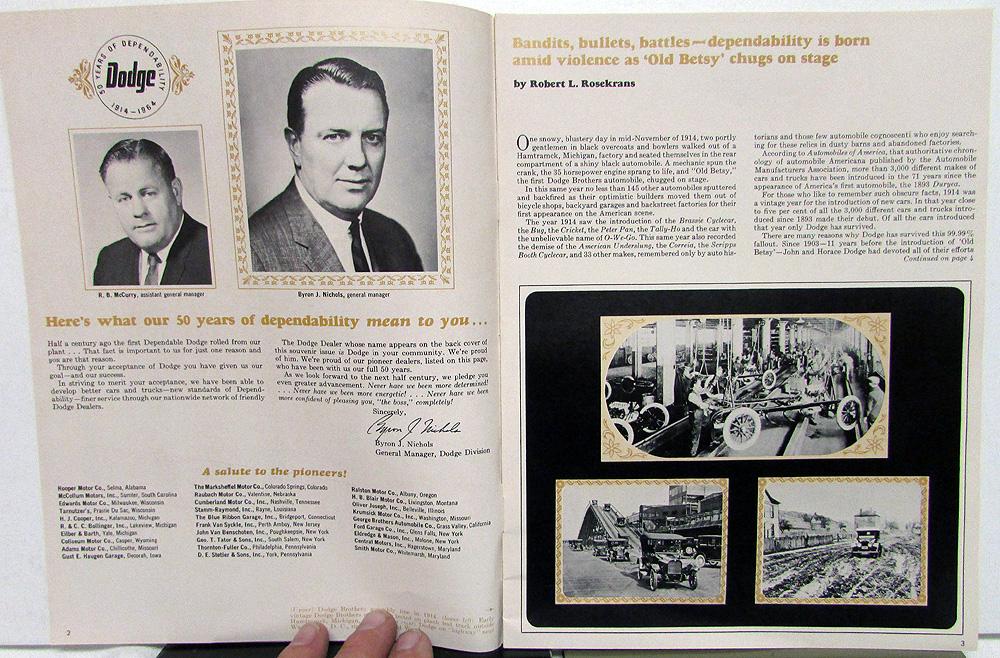 50 YEARS OF DEPENDABILITY
Dodge
1914-1964
R. B. McCurry, assistant general manager
Byron J. Nichols, general manager
Here's what our 50 years of dependability mean to you...
Half a century ago the first Dependable Dodge rolled from our
plant . . . That fact is important to us for just one reason and
you are that reason.
Through your acceptance of Dodge you have given us our
goal—and our success.
In striving to merit your acceptance, we have been able to
develop better cars and trucks—new standards of Depend-
ability—finer service through our nationwide network of friendly
Dodge Dealers.
The Dodge Dealer whose name appears on the back cover of
this souvenir issue is Dodge in your community. We're proud
of him. We're proud of our pioneer dealers, listed on this page,
who have been with us our full 50 years.
As we look forward to the next half century, we pledge you
even greater advancement. Never have we been more determined!
. . . Never have we been more energetic! . . . Never have we been
more confident of pleasing you, "the boss," completely!
Sincerely,
Byron J Nichols
Byron J. Nichols
General Manager, Dodge Division
A salute to the pioneers!
Hooper Motor Co., Selma, Alabama
McCollum Motors, Inc., Sumter, South Carolina
Edwards Motor Co., Milwaukee, Wisconsin
Tarnutzer's, Prairie Du Sac, Wisconsin
H. J. Cooper, Inc., Kalamazoo, Michigan
R. & C. C. Bollinger, Inc., Lakeview, Michigan
Eilber & Barth, Yale, Michigan
Coliseum Motor Co., Casper, Wyoming
Adams Motor Co., Chillicothe, Missouri
Gust E. Haugen Garage, Decorah, Iowa
The Marksheffel Motor Co., Colorado Springs, Colorado
Raubach Motor Co., Valentine, Nebraska
Cumberland Motor Co., Inc., Nashville, Tennessee
Stamm-Raymond, Inc., Rayne, Louisiana
The Blue Ribbon Garage, Inc., Bridgeport, Connecticut
Frank Van Syckle, Inc., Perth Amboy, New Jersey
John Van Benschoten, Inc., Poughkeepsie, New York
Geo. T. Tator & Sons, Inc., South Salem, New York
Thornton-Fuller Co., Philadelphia, Pennsylvania
D. E. Stetler & Sons, Inc., York, Pennsylvania
Ralston Motor Co., Albany, Oregon
H. B. Blair Motor Co., Livingston, Montana
Oliver Joseph, Inc., Belleville, Illinois
Krumsick Motor Co., Inc., Washington, Missouri
George Brothers Automobile Co., Grass Valley, California
Ford Garage Co., Inc., Glens Falls, New York
Eldredge & Mason, Inc., Malone, New York
Central Motors, Inc., Hagerstown, Maryland
Smith Motor Co., Whitemarsh, Maryland
(Upper) Dodge Brothers line in 1914. (lower left) Early
vintage Dodge Brothers on plank test track outside
Hamtramck, Michigan, Dodge on "highway" near
2
Bandits, bullets, battles—dependability is born
amid violence as 'Old Betsy' chugs on stage
by Robert L. Rosekrans
One snowy, blustery day in mid-November of 1914, two portly
gentlemen in black overcoats and bowlers walked out of a
Hamtramck, Michigan, factory and seated themselves in the rear
compartment of a shiny black automobile. A mechanic spun the
crank, the 35 horsepower engine sprang to life, and "Old Betsy,"
the first Dodge Brothers automobile, chugged on stage.
In this same year no less than 145 other automobiles sputtered
and backfired as their optimistic builders moved them out of
bicycle shops, backyard garages and backstreet factories for their
first appearance on the American scene.
The year 1914 saw the introduction of the Brassie Cyclecar,
the Bug, the Cricket, the Peter Pan, the Tally-Ho and the car with
the unbelievable name of O-We-Go. This same year also recorded
the demise of the American Underslung, the Correia, the Scripps
Booth Cyclecar, and 33 other makes, remembered only by auto his-
torians and those few automobile cognoscenti who enjoy search-
ing for these relics in dusty barns and abandoned factories.
According to Automobiles of America, that authoritative chron-
ology of automobile Americana published by the Automobile
Manufacturers Association, more than 3,000 different makes of
cars and trucks have been introduced in the 71 years since the
appearance of America's first automobile, the 1893 Duryea.
For those who like to remember such obscure facts, 1914 was
a vintage year for the introduction of new cars. In that year close
to five per cent of all the 3,000 different cars and trucks intro-
duced since 1893 made their debut. Of all the cars introduced
that year only Dodge has survived.
There are many reasons why Dodge has survived this 99.99%
fallout. Since 1903—11 years before the introduction of 'Old
Betsy'—John and Horace Dodge had devoted all of their efforts
Continued on page 4
3